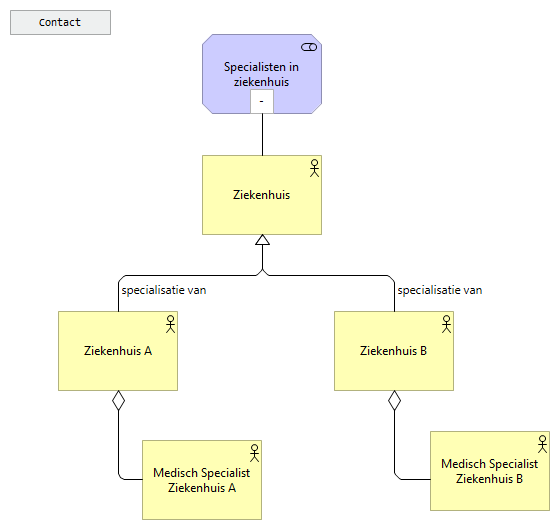 Contact
Specialisten in
ziekenhuis
-
Ziekenhuis
specialisatie van
specialisatie van
Ziekenhuis A
Ziekenhuis B
Medisch Specialist
Ziekenhuis A
Medisch Specialist
Ziekenhuis B